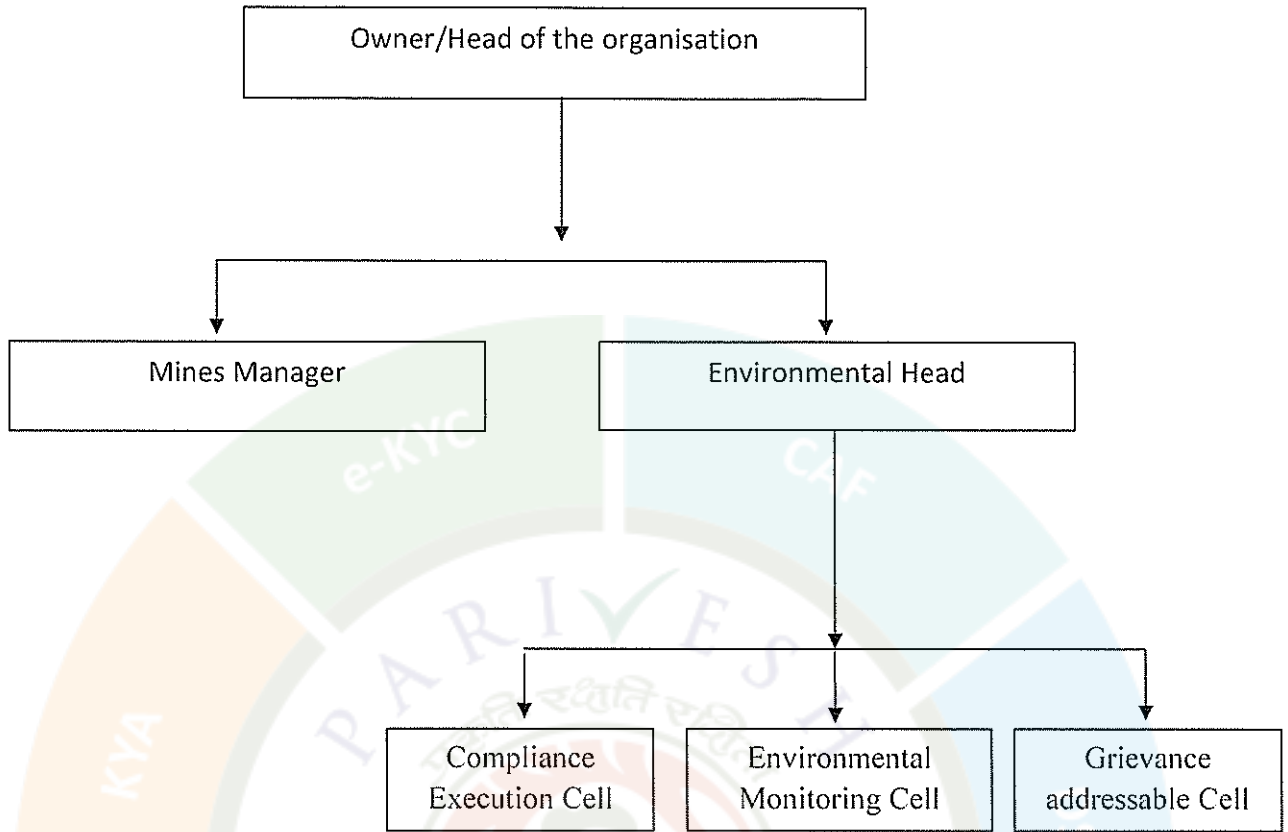 Owner/Head of the organisation
Mines Manager
Environmental Head
e-KYC
CAF
KYA
PARIVESH
Compliance
Execution Cell
Environmental
Monitoring Cell
Grievance
addressable Cell